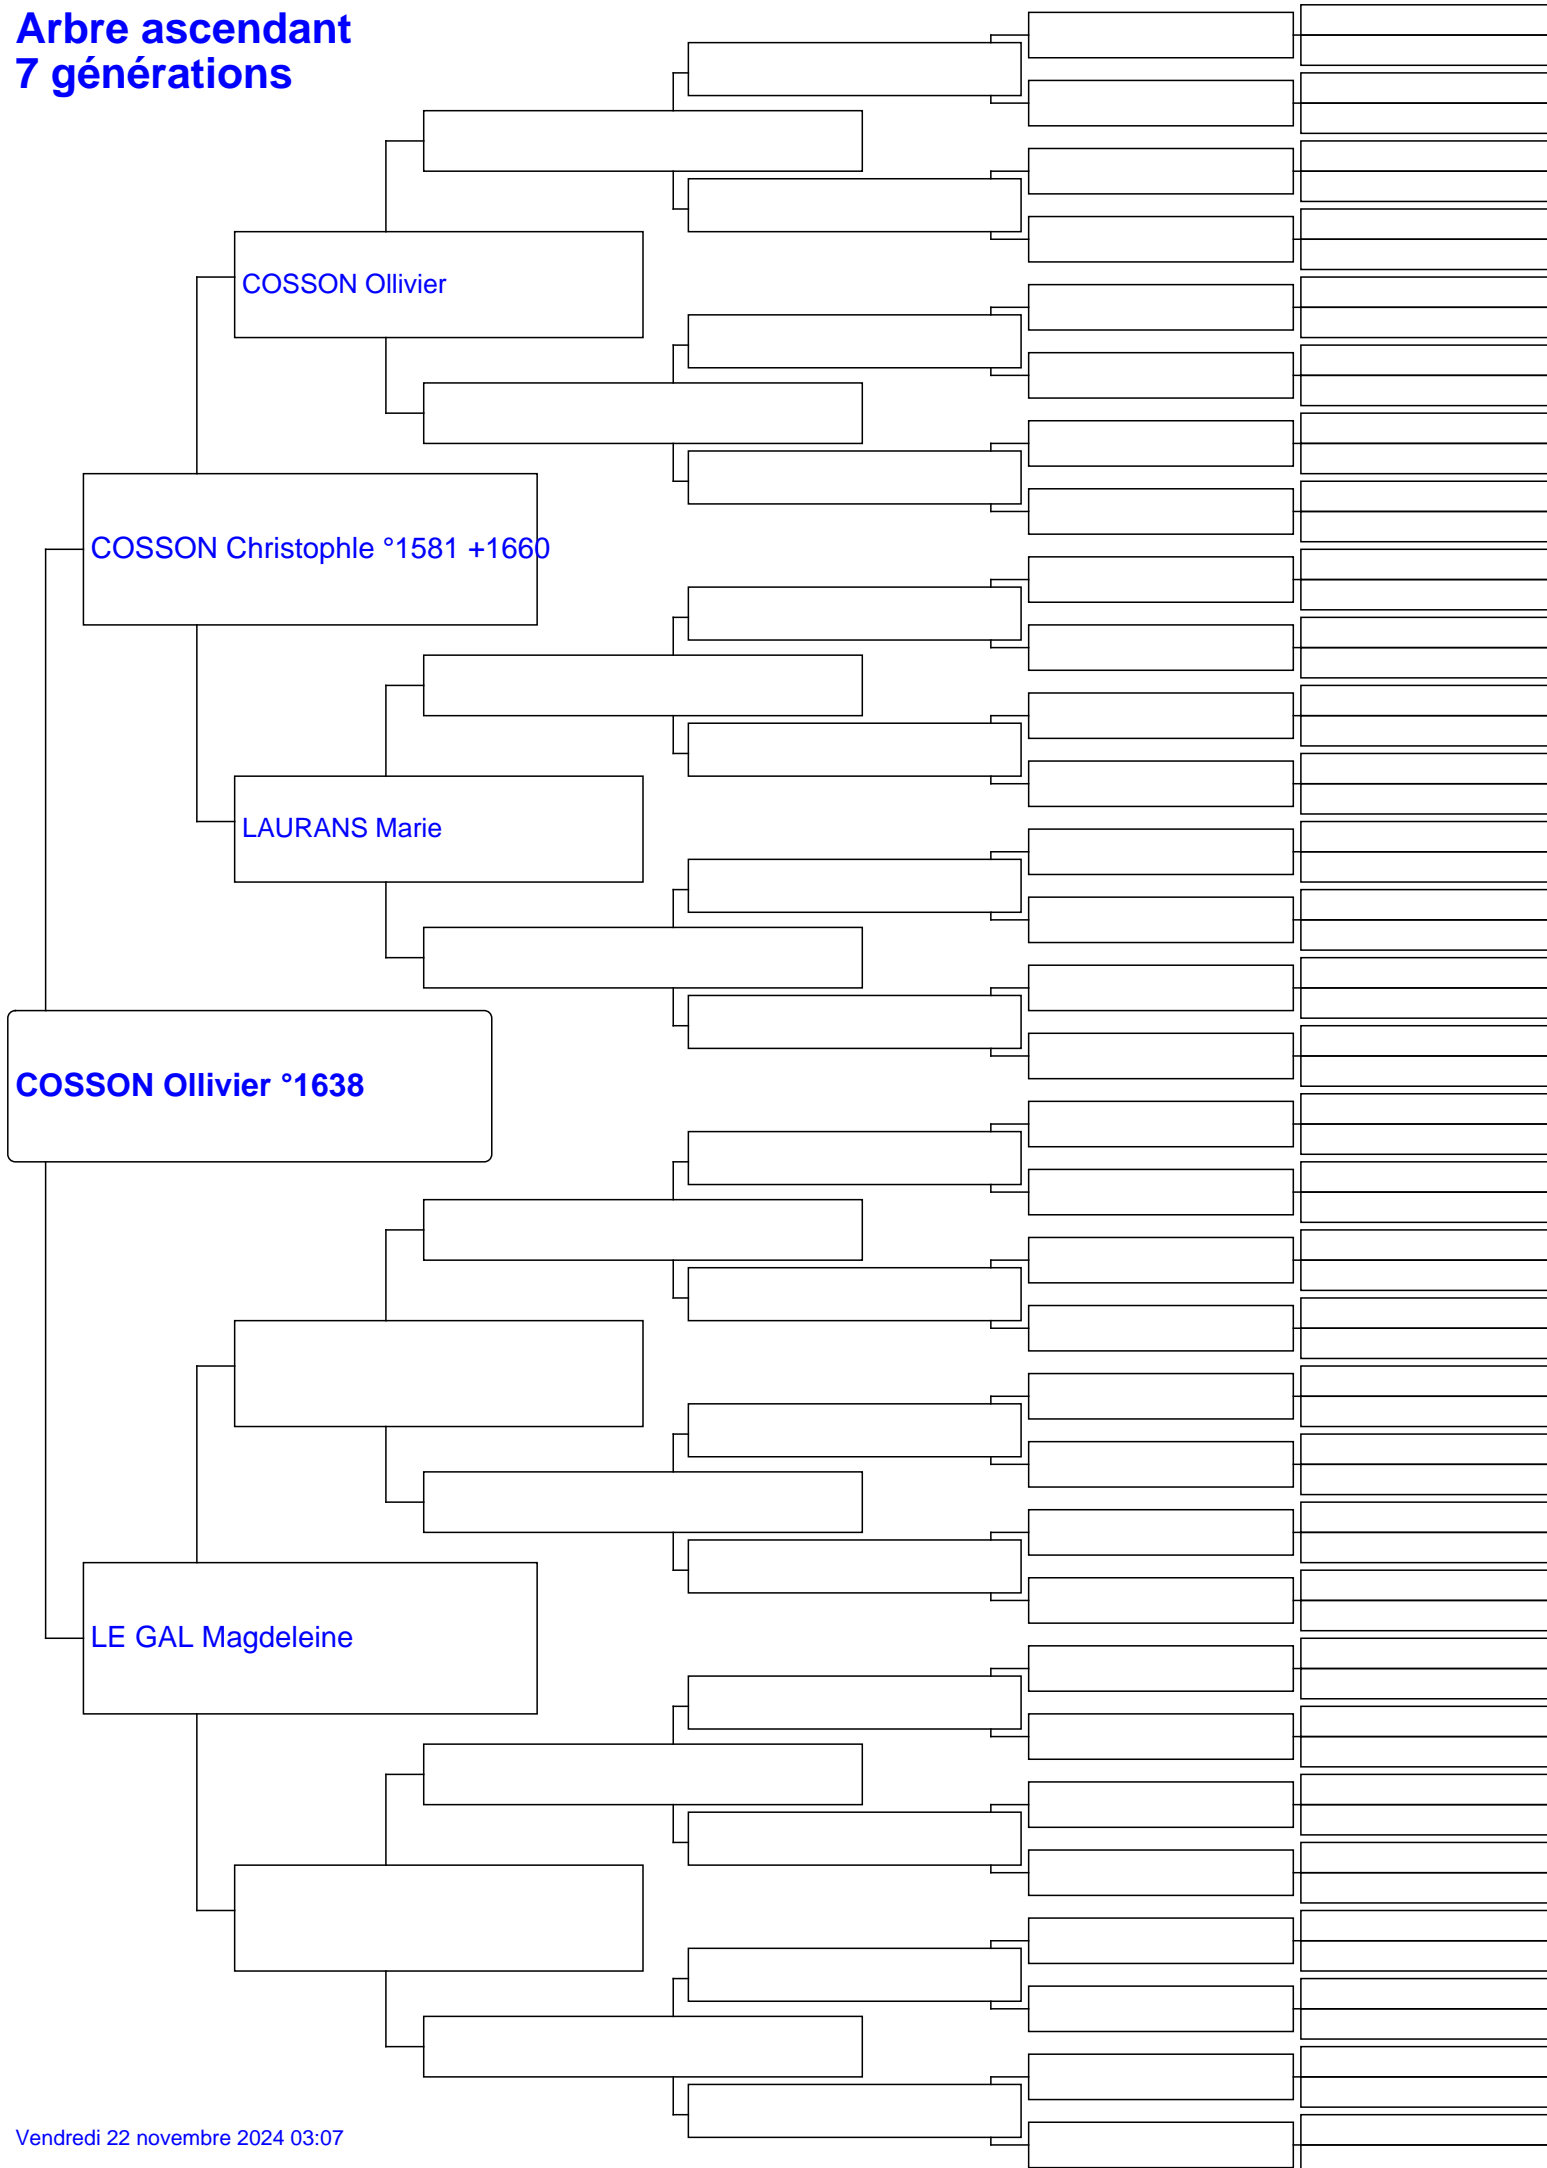 Arbre ascendant
7 générations
COSSON Ollivier
COSSON Christophle °1581 +1660
LAURANS Marie
COSSON Ollivier °1638
LE GAL Magdeleine
Vendredi 22 novembre 2024 03:07